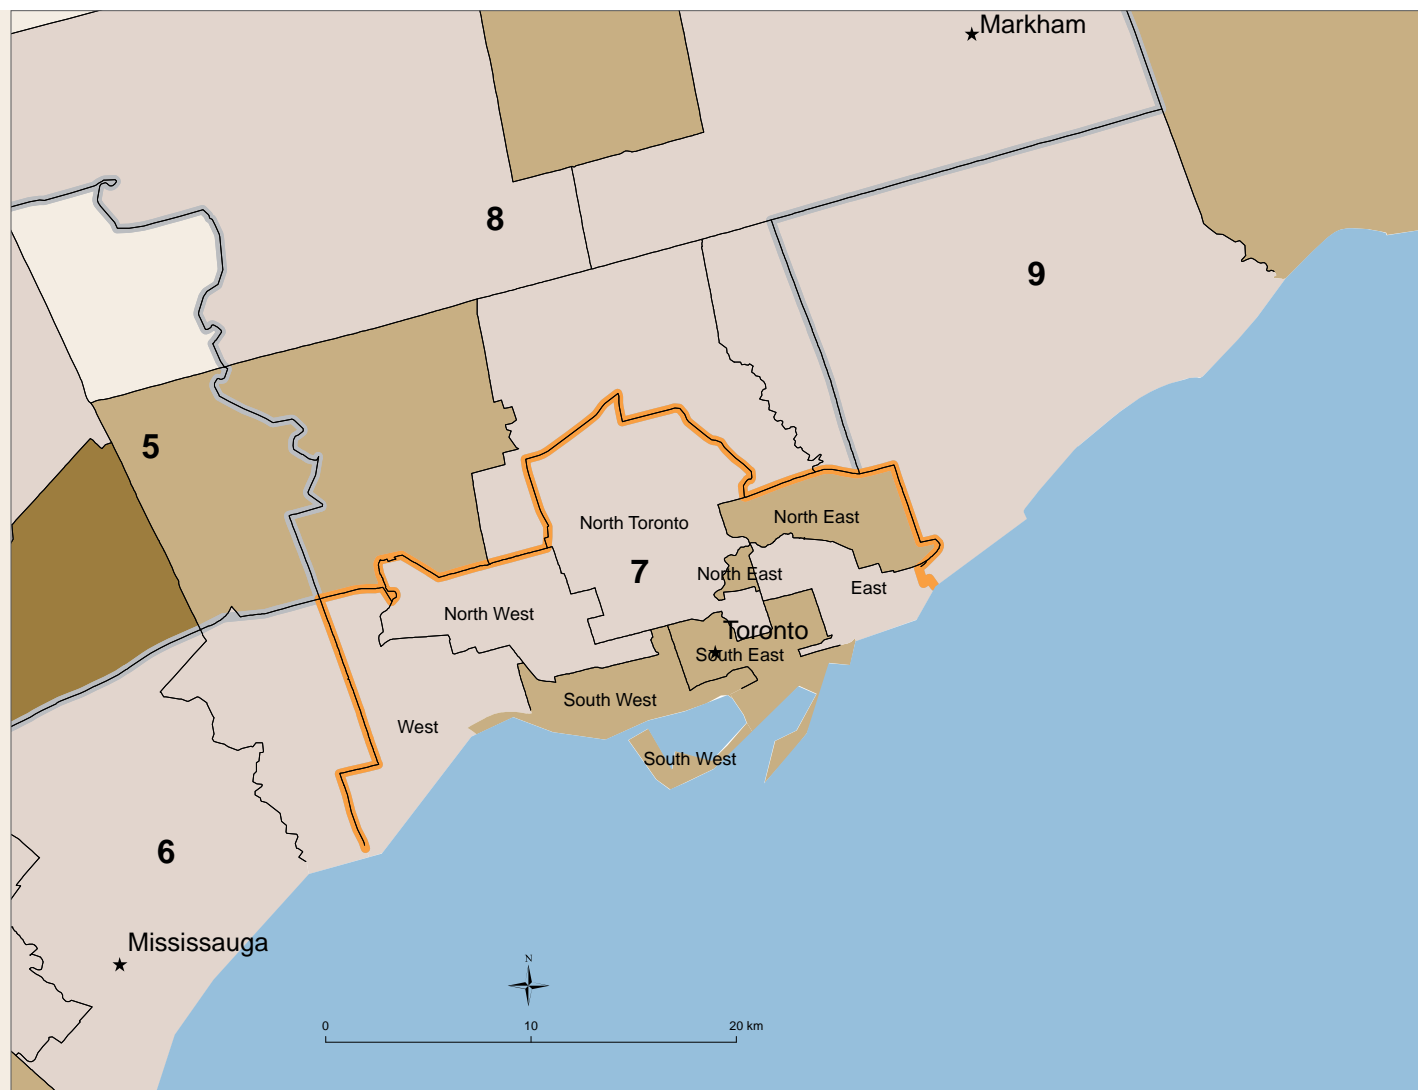 Markham
8
9
5
North East
North Toronto
7
North East
East
North West
Toronto
South East
South West
West
South West
6
Mississauga
N
0 10 20 km